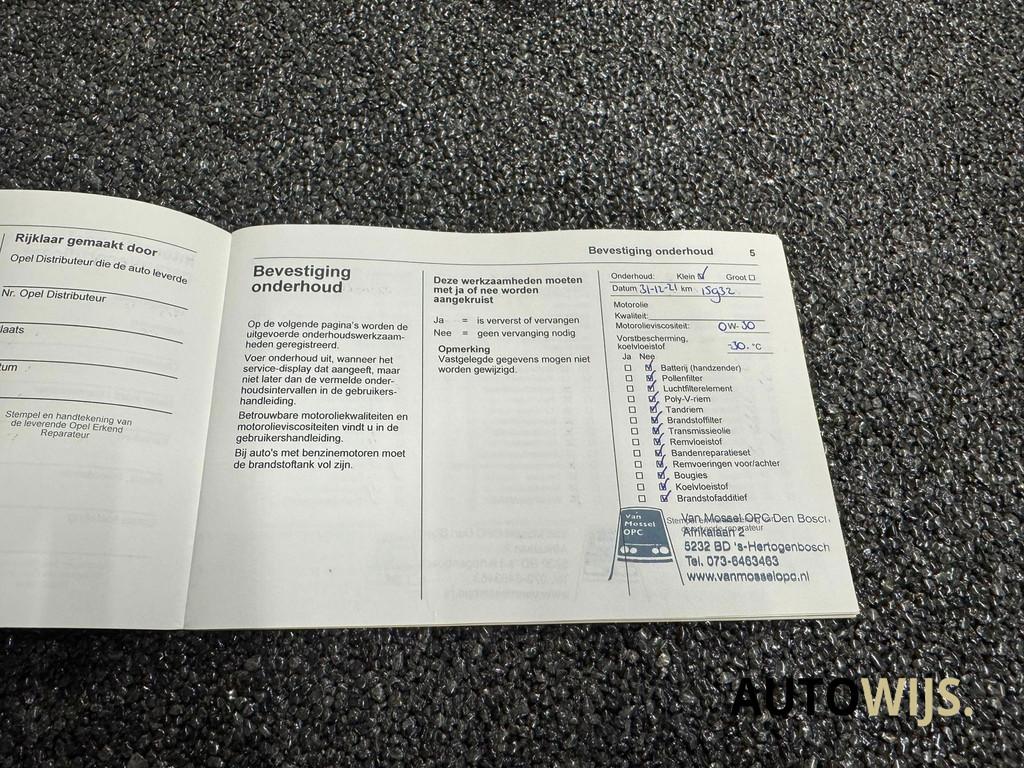 Rijklaar gemaakt door
Opel Distributeur die de auto leverde
Nr. Opel Distributeur
laats
tum
Stempel en handtekening van
de leverende Opel Erkend
Reparateur
Bevestiging onderhoud 5
Bevestiging
onderhoud
Op de volgende pagina's worden de
uitgevoerde onderhoudswerkzaam-
heden geregistreerd.
Voer onderhoud uit, wanneer het
service-display dat aangeeft, maar
niet later dan de vermelde onder-
houdsintervallen in de gebruikers-
handleiding.
Betrouwbare motoroliekwaliteiten en
motorolieviscositeiten vindt u in de
gebruikershandleiding.
Bij auto's met benzinemotoren moet
de brandstoftank vol zijn.
Deze werkzaamheden moeten
met ja of nee worden
aangekruist
Ja = is ververst of vervangen
Nee = geen vervanging nodig
Opmerking
Vastgelegde gegevens mogen niet
worden gewijzigd.
Onderhoud: Klein Groot
Datum 31-12-21 km 15932
Motorolie
Kwaliteit:
Motorolieviscositeit: 0W-30
Vorstbescherming,
koelvloeistof -30. °C
Ja Nee
Batterij (handzender)
Pollenfilter
Luchtfilterelement
Poly-V-riem
Tandriem
Brandstoffilter
Transmissieolie
Remvloeistof
Bandenreparatieset
Remvoeringen voor/achter
Bougies
Koelvloeistof
Brandstofadditief
Van
Mossel
OPC
Van Mossel OPC Den Bosch
Afrikalaan 2
5232 BD 's-Hertogenbosch
Tel. 073-6463463
www.vanmosselopc.nl
AUTOWIJS.